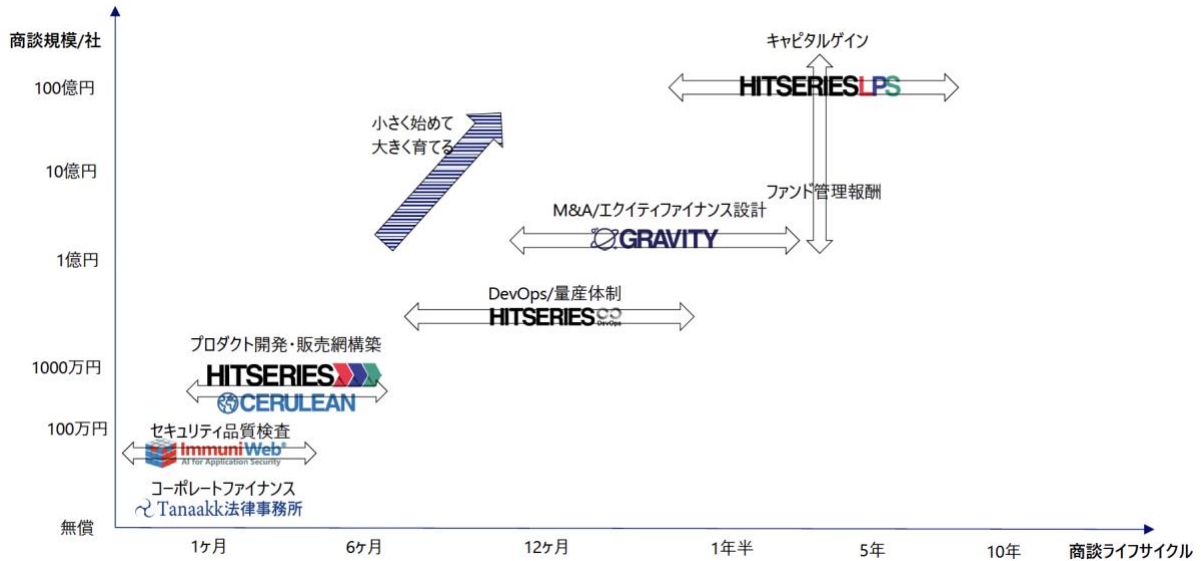 商談規模/社
キャピタルゲイン
100億円
HITSERIESLPS
小さく始めて
大きく育てる
10億円
ファンド管理報酬
M&A/エクイティファイナンス設計
GRAVITY
1億円
DevOps/量産体制
HITSERIES DevOps
プロダクト開発・販売網構築
1000万円
HITSERIES
CERULEAN
100万円
セキュリティ品質検査
ImmuniWeb®
AI for Application Security
コーポレートファイナンス
Tanaakk法律事務所
無償
1ヶ月
6ヶ月
12ヶ月
1年半
5年
10年
商談ライフサイクル